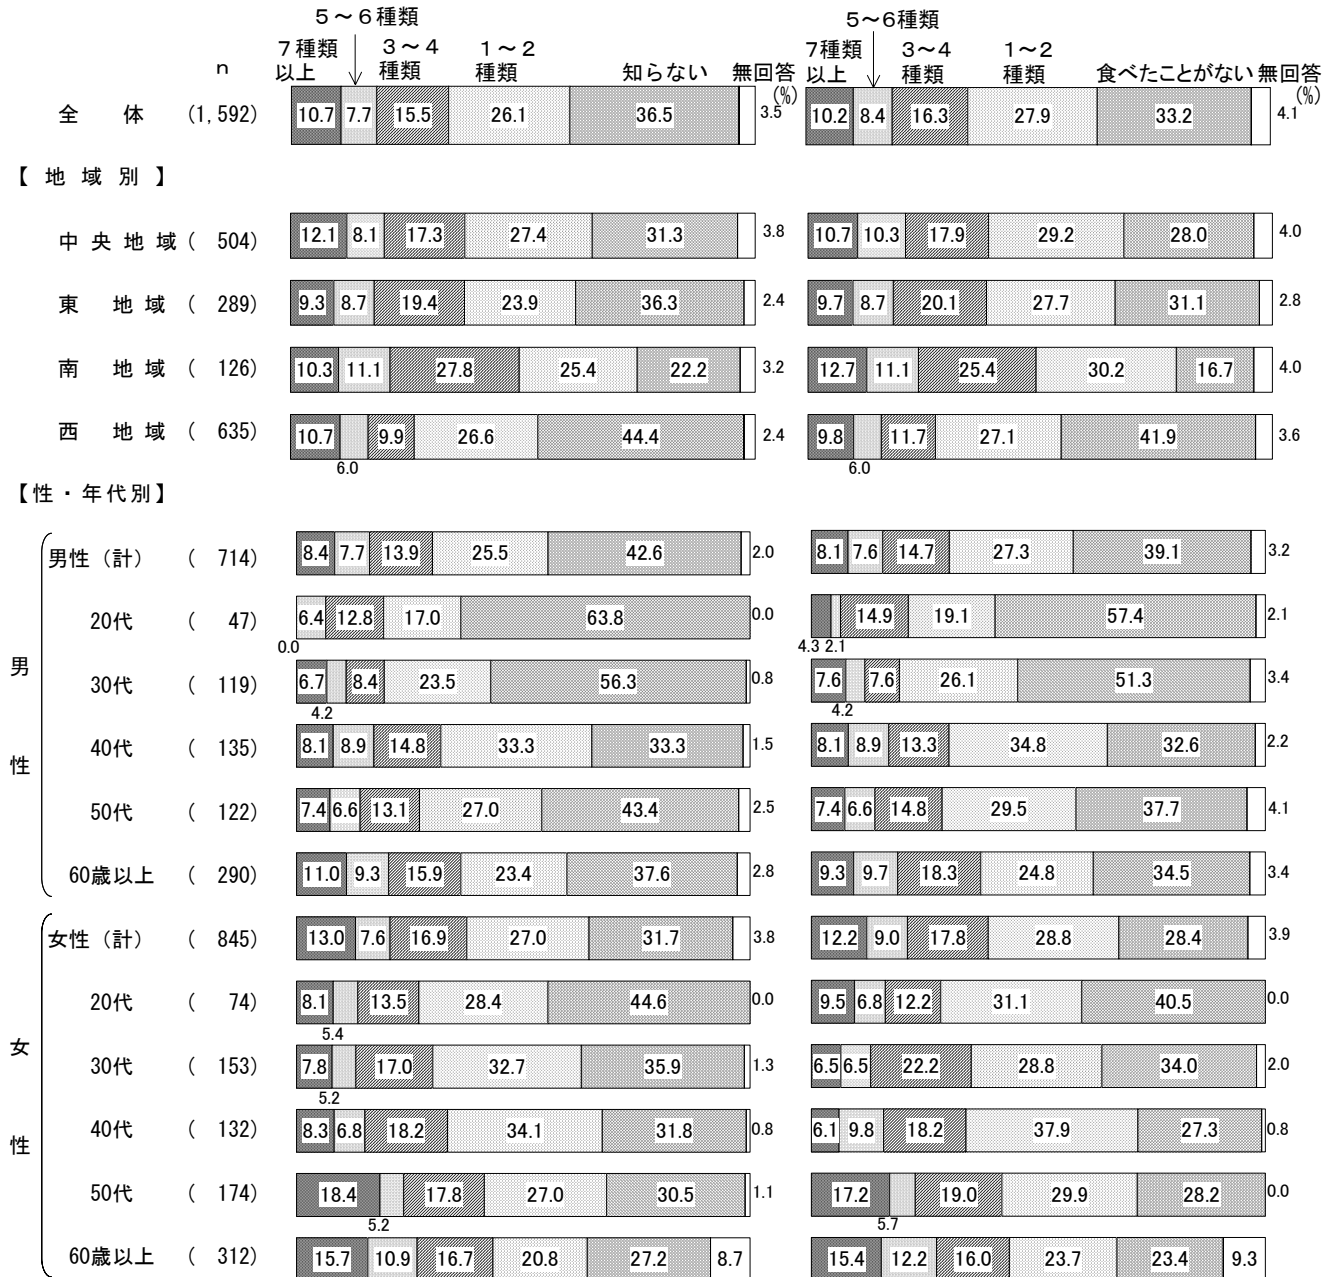 ５～６種類 5～6種類
７種類以上 ３～４種類 １～２種類 知らない 無回答 7種類以上 ３～４種類 １～２種類 食べたことがない 無回答
n (%) (%)
全 体 (1,592) 10.7 7.7 15.5 26.1 36.5 3.5 10.2 8.4 16.3 27.9 33.2 4.1
【 地 域 別 】
中 央 地 域 ( 504) 12.1 8.1 17.3 27.4 31.3 3.8 10.7 10.3 17.9 29.2 28.0 4.0
東 地 域 ( 289) 9.3 8.7 19.4 23.9 36.3 2.4 9.7 8.7 20.1 27.7 31.1 2.8
南 地 域 ( 126) 10.3 11.1 27.8 25.4 22.2 3.2 12.7 11.1 25.4 30.2 16.7 4.0
西 地 域 ( 635) 10.7 6.0 9.9 26.6 44.4 2.4 9.8 6.0 11.7 27.1 41.9 3.6
【性・年代別】
男性
男性（計） ( 714) 8.4 7.7 13.9 25.5 42.6 2.0 8.1 7.6 14.7 27.3 39.1 3.2
20代 ( 47) 0.0 6.4 12.8 17.0 63.8 0.0 4.3 2.1 14.9 19.1 57.4 2.1
30代 ( 119) 6.7 4.2 8.4 23.5 56.3 0.8 7.6 4.2 7.6 26.1 51.3 3.4
40代 ( 135) 8.1 8.9 14.8 33.3 33.3 1.5 8.1 8.9 13.3 34.8 32.6 2.2
50代 ( 122) 7.4 6.6 13.1 27.0 43.4 2.5 7.4 6.6 14.8 29.5 37.7 4.1
60歳以上 ( 290) 11.0 9.3 15.9 23.4 37.6 2.8 9.3 9.7 18.3 24.8 34.5 3.4
女性
女性（計） ( 845) 13.0 7.6 16.9 27.0 31.7 3.8 12.2 9.0 17.8 28.8 28.4 3.9
20代 ( 74) 8.1 5.4 13.5 28.4 44.6 0.0 9.5 6.8 12.2 31.1 40.5 0.0
30代 ( 153) 7.8 5.2 17.0 32.7 35.9 1.3 6.5 6.5 22.2 28.8 34.0 2.0
40代 ( 132) 8.3 6.8 18.2 34.1 31.8 0.8 6.1 9.8 18.2 37.9 27.3 0.8
50代 ( 174) 18.4 5.2 17.8 27.0 30.5 1.1 17.2 5.7 19.0 29.9 28.2 0.0
60歳以上 ( 312) 15.7 10.9 16.7 20.8 27.2 8.7 15.4 12.2 16.0 23.7 23.4 9.3